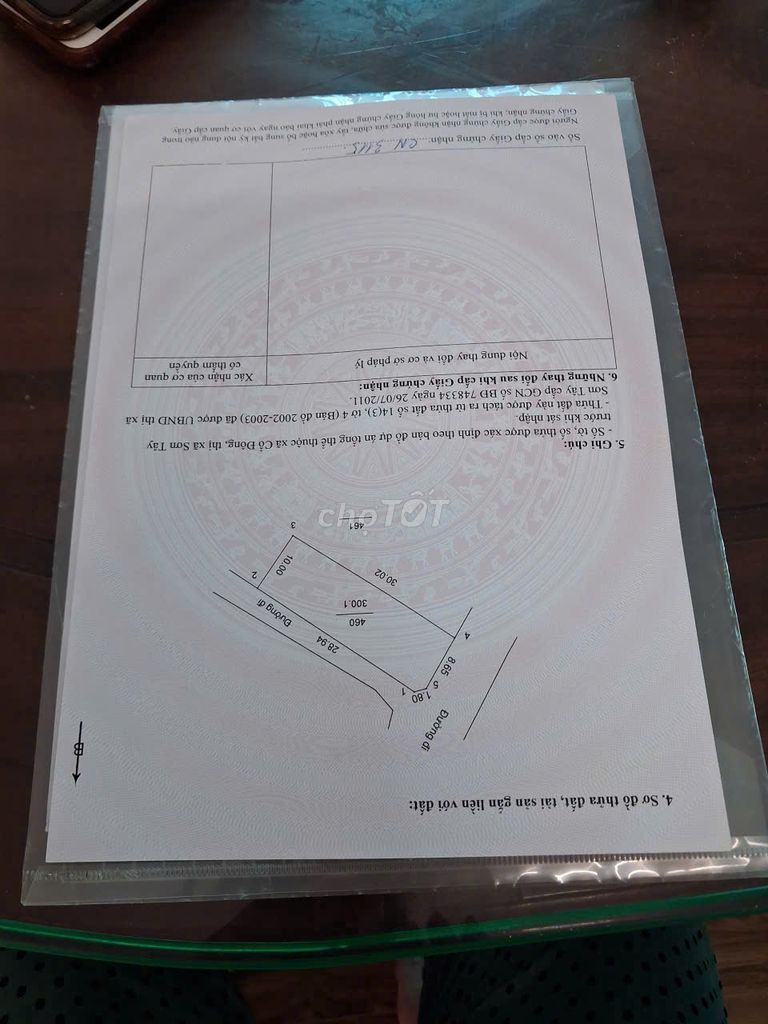 4. Sơ đồ thửa đất, tài sản gắn liền với đất:
B
Đường đi
Đường đi
1
1.80
5
8.65
28.94
460
300.1
4
2
10.00
30.02
3
461
chợTỐT
5. Ghi chú:
- Số tờ, số thửa được xác định theo bản đồ dự án tổng thể thuộc xã Cổ Đông, thị xã Sơn Tây
trước khi sát nhập.
- Thửa đất này được tách ra từ thửa đất số 14(3), tờ 4 (Bản đồ 2002-2003) đã được UBND thị xã
Sơn Tây cấp GCN số BĐ 748334 ngày 26/07/2011.
6. Những thay đổi sau khi cấp Giấy chứng nhận:
Nội dung thay đổi và cơ sở pháp lý
Xác nhận của cơ quan
có thẩm quyền
Số vào sổ cấp Giấy chứng nhận: CN 3115
Người được cấp Giấy chứng nhận không được sửa chữa, tẩy xóa hoặc bổ sung bất kỳ nội dung nào trong
Giấy chứng nhận; khi bị mất hoặc hư hỏng Giấy chứng nhận phải khai báo ngay với cơ quan cấp Giấy.